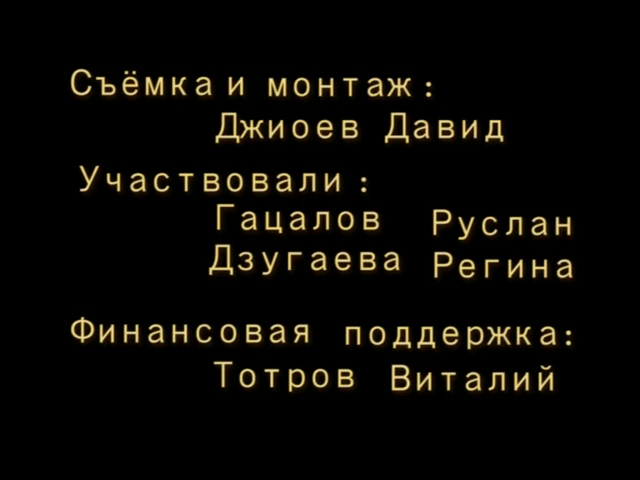 Съёмка и монтаж :
Джиоев Давид
Участвовали :
Гацалов Руслан
Дзугаева Регина
Финансовая поддержка:
Тотров Виталий